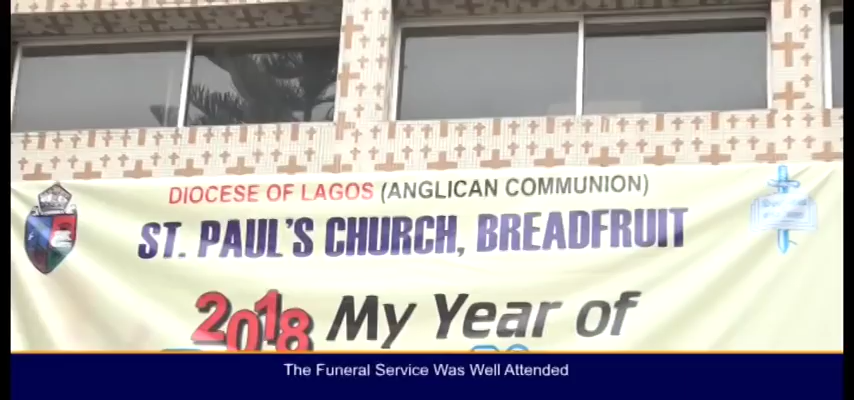 DIOCESE OF LAGOS (ANGLICAN COMMUNION)
ST. PAUL'S CHURCH, BREADFRUIT
2018 My Year of
The Funeral Service Was Well Attended